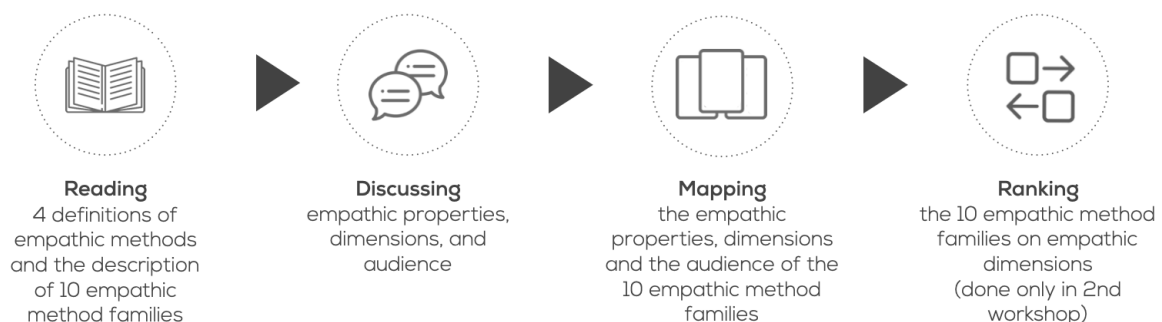 Reading
4 definitions of
empathic methods
and the description
of 10 empathic
method families
Discussing
empathic properties,
dimensions, and
audience
Mapping
the empathic
properties, dimensions
and the audience of the
10 empathic method
families
Ranking
the 10 empathic method
families on empathic
dimensions
(done only in 2nd
workshop)